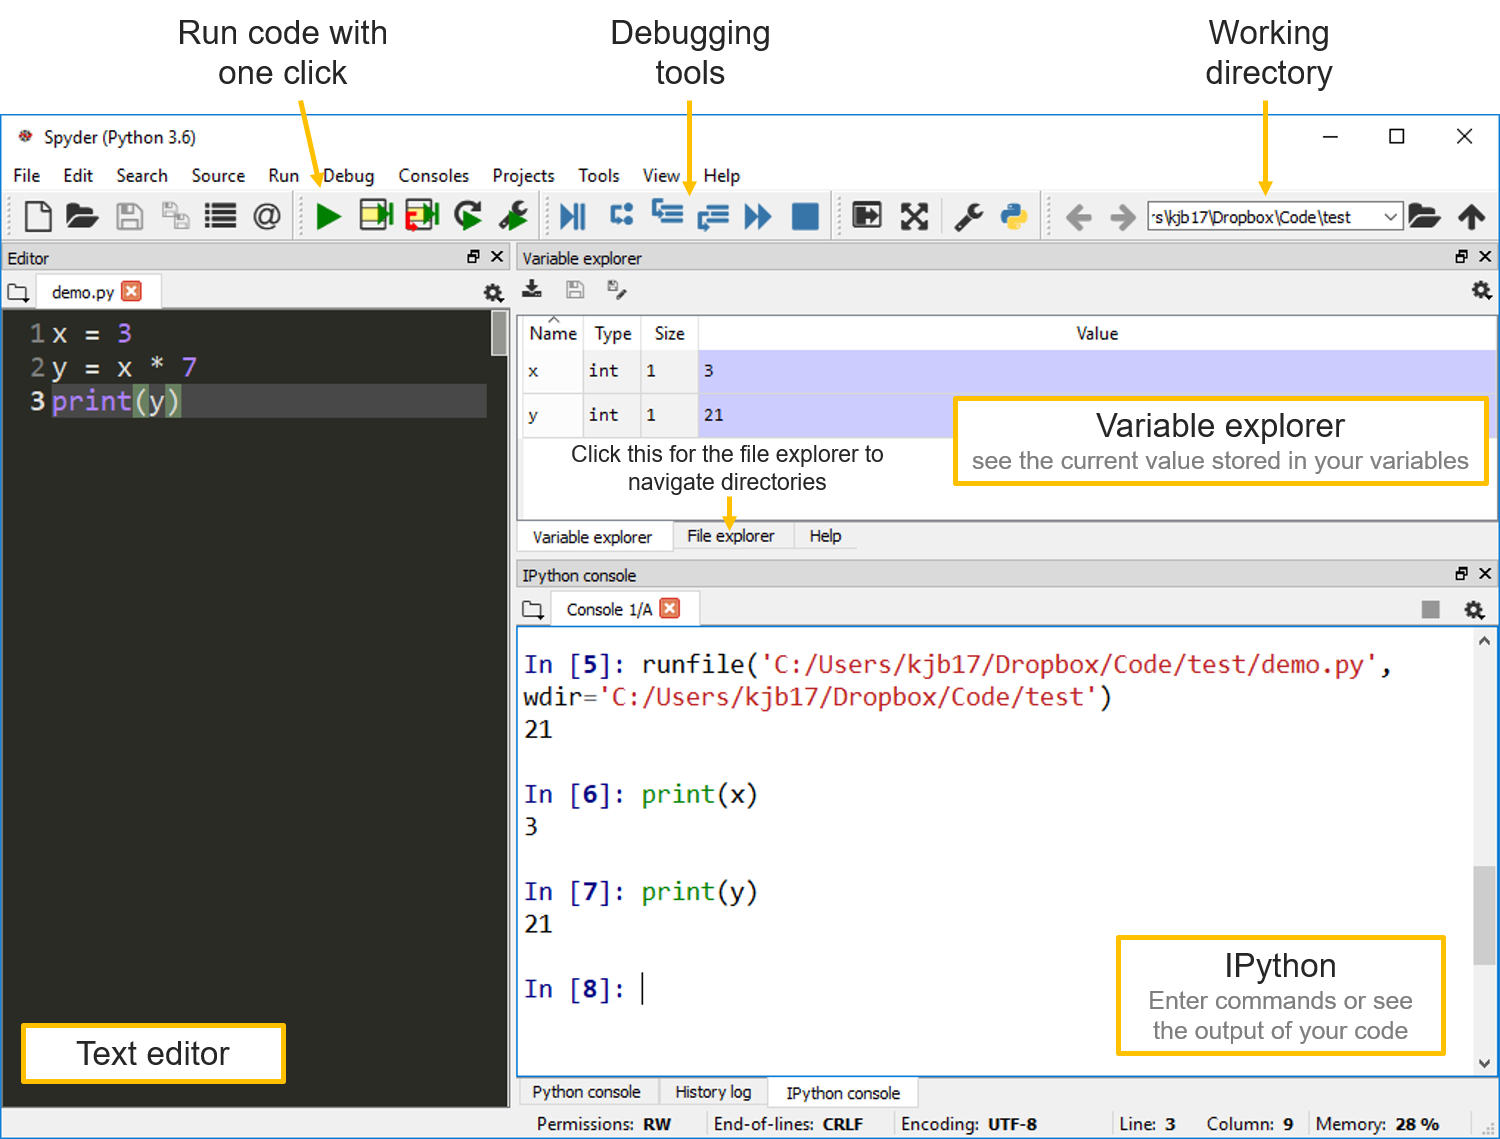 Run code with
one click
Debugging
tools
Working
directory
Spyder (Python 3.6)
File Edit Search Source Run Debug Consoles Projects Tools View Help
@
rs\kjb17\Dropbox\Code\test
Editor
demo.py
1 x = 3
2 y = x * 7
3 print(y)
Text editor
Variable explorer
Name Type Size Value
x int 1 3
y int 1 21
Variable explorer
see the current value stored in your variables
Click this for the file explorer to
navigate directories
Variable explorer File explorer Help
IPython console
Console 1/A
In [5]: runfile('C:/Users/kjb17/Dropbox/Code/test/demo.py',
wdir='C:/Users/kjb17/Dropbox/Code/test')
21
In [6]: print(x)
3
In [7]: print(y)
21
In [8]:
IPython
Enter commands or see
the output of your code
Python console History log IPython console
Permissions: RW End-of-lines: CRLF Encoding: UTF-8 Line: 3 Column: 9 Memory: 28 %